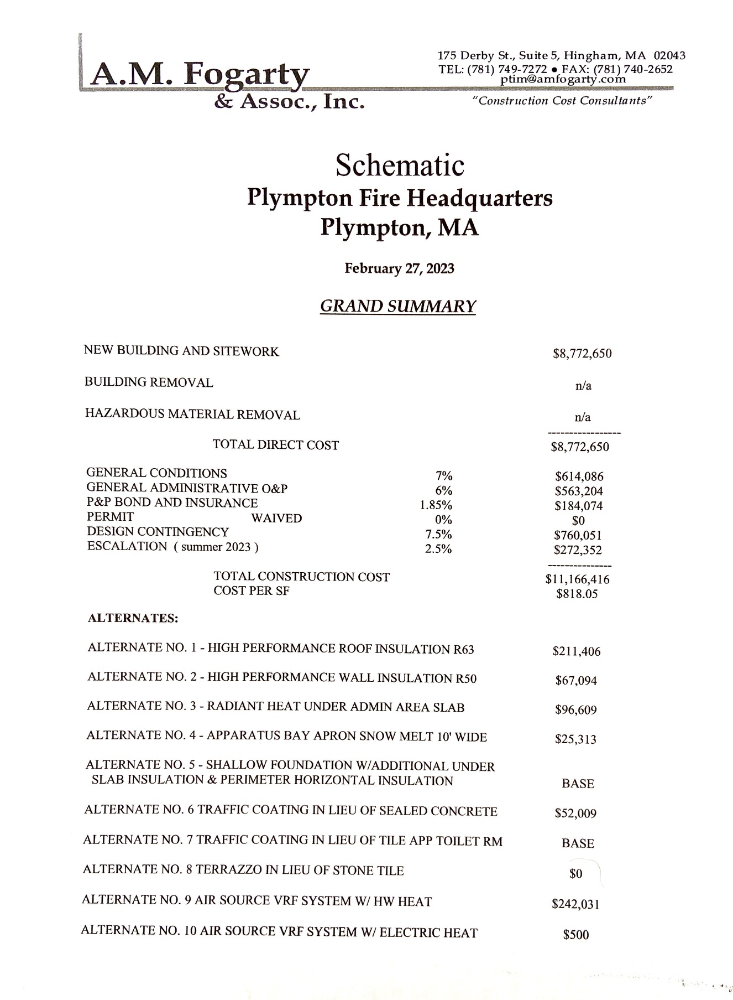 A.M. Fogarty
& Assoc., Inc.
175 Derby St., Suite 5, Hingham, MA 02043
TEL: (781) 749-7272 ● FAX: (781) 740-2652
ptim@amfogarty.com
"Construction Cost Consultants"
Schematic
Plympton Fire Headquarters
Plympton, MA
February 27, 2023
GRAND SUMMARY
NEW BUILDING AND SITEWORK $8,772,650
BUILDING REMOVAL n/a
HAZARDOUS MATERIAL REMOVAL n/a
-----------------
TOTAL DIRECT COST $8,772,650
GENERAL CONDITIONS 7% $614,086
GENERAL ADMINISTRATIVE O&P 6% $563,204
P&P BOND AND INSURANCE 1.85% $184,074
PERMIT WAIVED 0% $0
DESIGN CONTINGENCY 7.5% $760,051
ESCALATION ( summer 2023 ) 2.5% $272,352
---------------
TOTAL CONSTRUCTION COST $11,166,416
COST PER SF $818.05
ALTERNATES:
ALTERNATE NO. 1 - HIGH PERFORMANCE ROOF INSULATION R63 $211,406
ALTERNATE NO. 2 - HIGH PERFORMANCE WALL INSULATION R50 $67,094
ALTERNATE NO. 3 - RADIANT HEAT UNDER ADMIN AREA SLAB $96,609
ALTERNATE NO. 4 - APPARATUS BAY APRON SNOW MELT 10' WIDE $25,313
ALTERNATE NO. 5 - SHALLOW FOUNDATION W/ADDITIONAL UNDER
SLAB INSULATION & PERIMETER HORIZONTAL INSULATION BASE
ALTERNATE NO. 6 TRAFFIC COATING IN LIEU OF SEALED CONCRETE $52,009
ALTERNATE NO. 7 TRAFFIC COATING IN LIEU OF TILE APP TOILET RM BASE
ALTERNATE NO. 8 TERRAZZO IN LIEU OF STONE TILE $0
ALTERNATE NO. 9 AIR SOURCE VRF SYSTEM W/ HW HEAT $242,031
ALTERNATE NO. 10 AIR SOURCE VRF SYSTEM W/ ELECTRIC HEAT $500